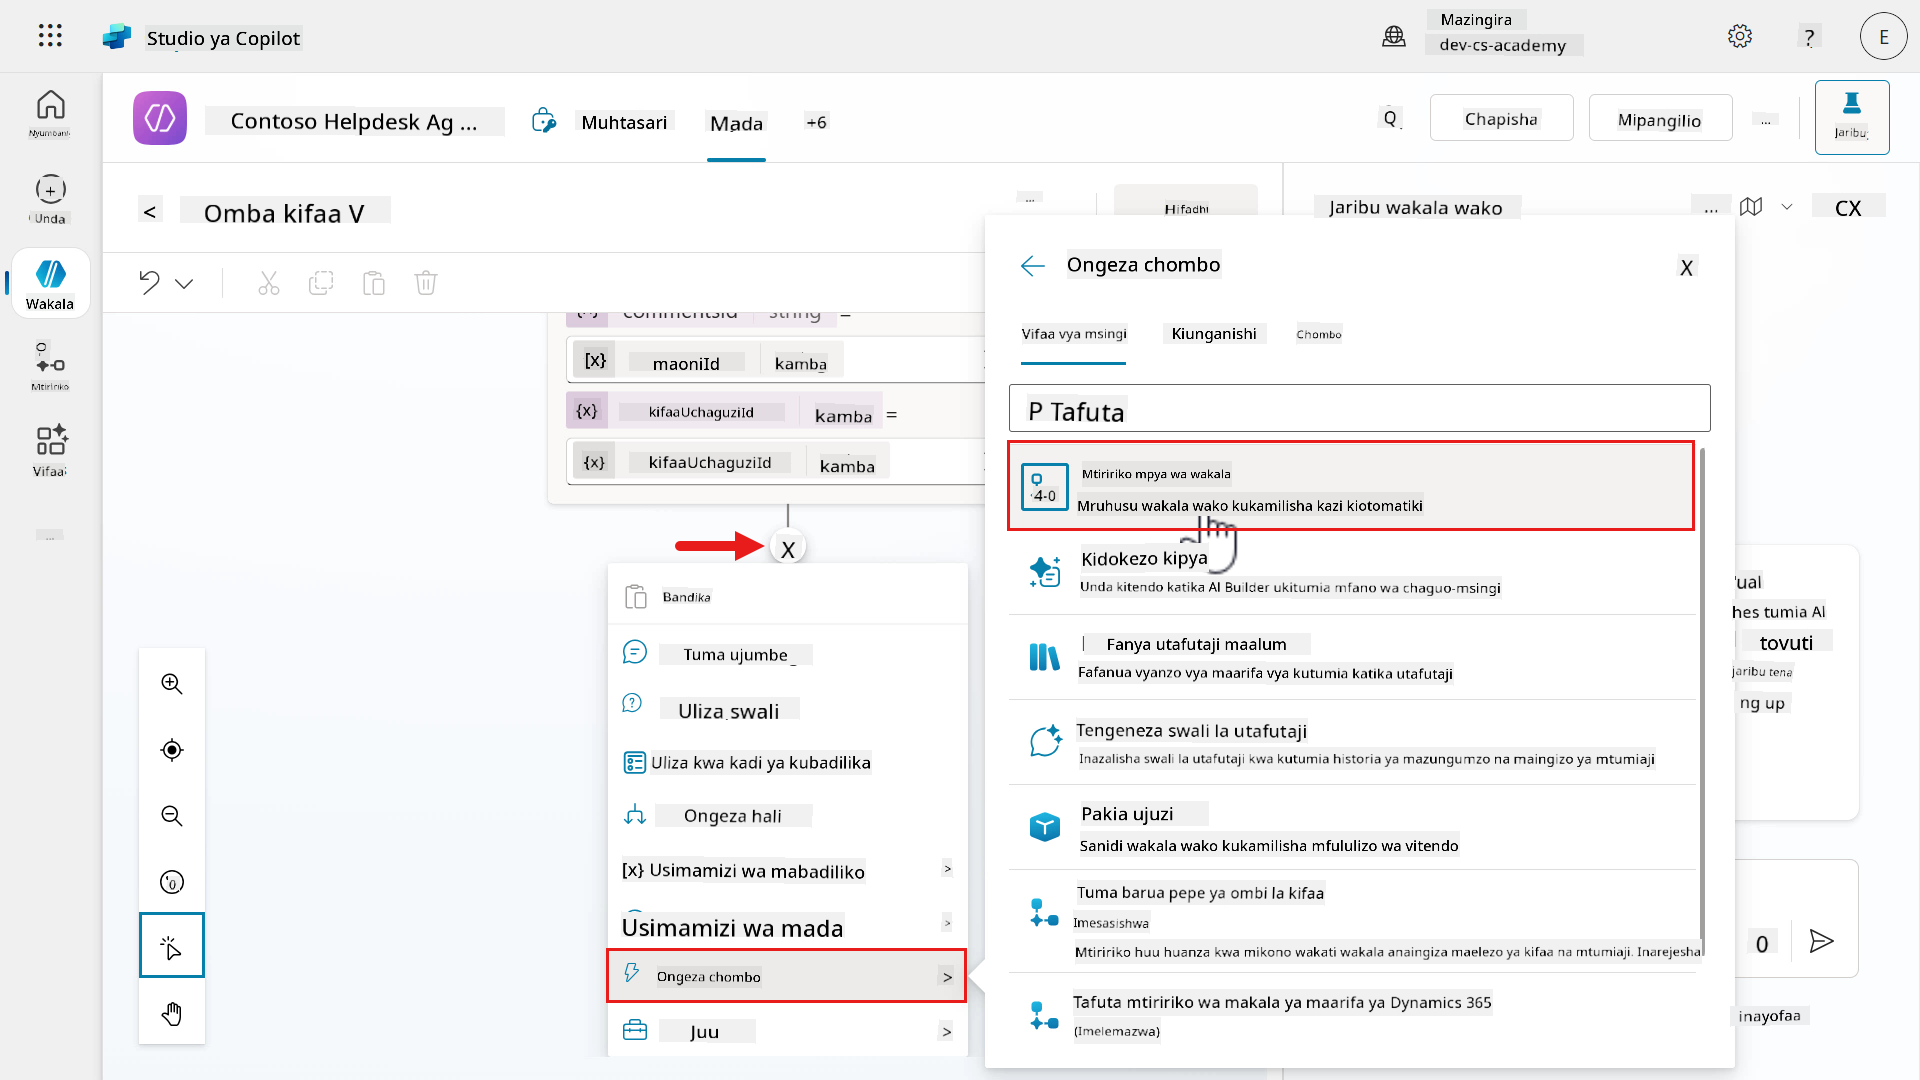 Studio ya Copilot
Mazingira
dev-cs-academy
?
E
Nyumbani
Unda
Wakala
Mtiririko
Vifaa
...
Contoso Helpdesk Ag ...
Muhtasari
Mada
+6
Q
Chapisha
Mipangilio
...
Jaribu
<
Omba kifaa V
...
Hifadhi
Jaribu wakala wako
...
CX
commentsId string =
[x] maoniId kamba
{x} kifaaUchaguziId kamba =
{x} kifaaUchaguziId kamba
X
Bandika
Tuma ujumbe
Uliza swali
Uliza kwa kadi ya kubadilika
Ongeza hali
[x} Usimamizi wa mabadiliko >
Usimamizi wa mada >
Ongeza chombo >
Juu >
Ongeza chombo
X
Vifaa vya msingi
Kiunganishi
Chombo
P Tafuta
4-0
Mtiririko mpya wa wakala
Mruhusu wakala wako kukamilisha kazi kiotomatiki
Kidokezo kipya
Unda kitendo katika AI Builder ukitumia mfano wa chaguo-msingi
Fanya utafutaji maalum
Fafanua vyanzo vya maarifa vya kutumia katika utafutaji
Tengeneza swali la utafutaji
Inazalisha swali la utafutaji kwa kutumia historia ya mazungumzo na maingizo ya mtumiaji
Pakia ujuzi
Sanidi wakala wako kukamilisha mfululizo wa vitendo
Tuma barua pepe ya ombi la kifaa
Imesasishwa
Mtiririko huu huanza kwa mikono wakati wakala anaingiza maelezo ya kifaa na mtumiaji. Inarejesha
Tafuta mtiririko wa makala ya maarifa ya Dynamics 365
(Imelemazwa)
ual
hes tumia AI
tovuti
jaribu tena
ng up
0
inayofaa